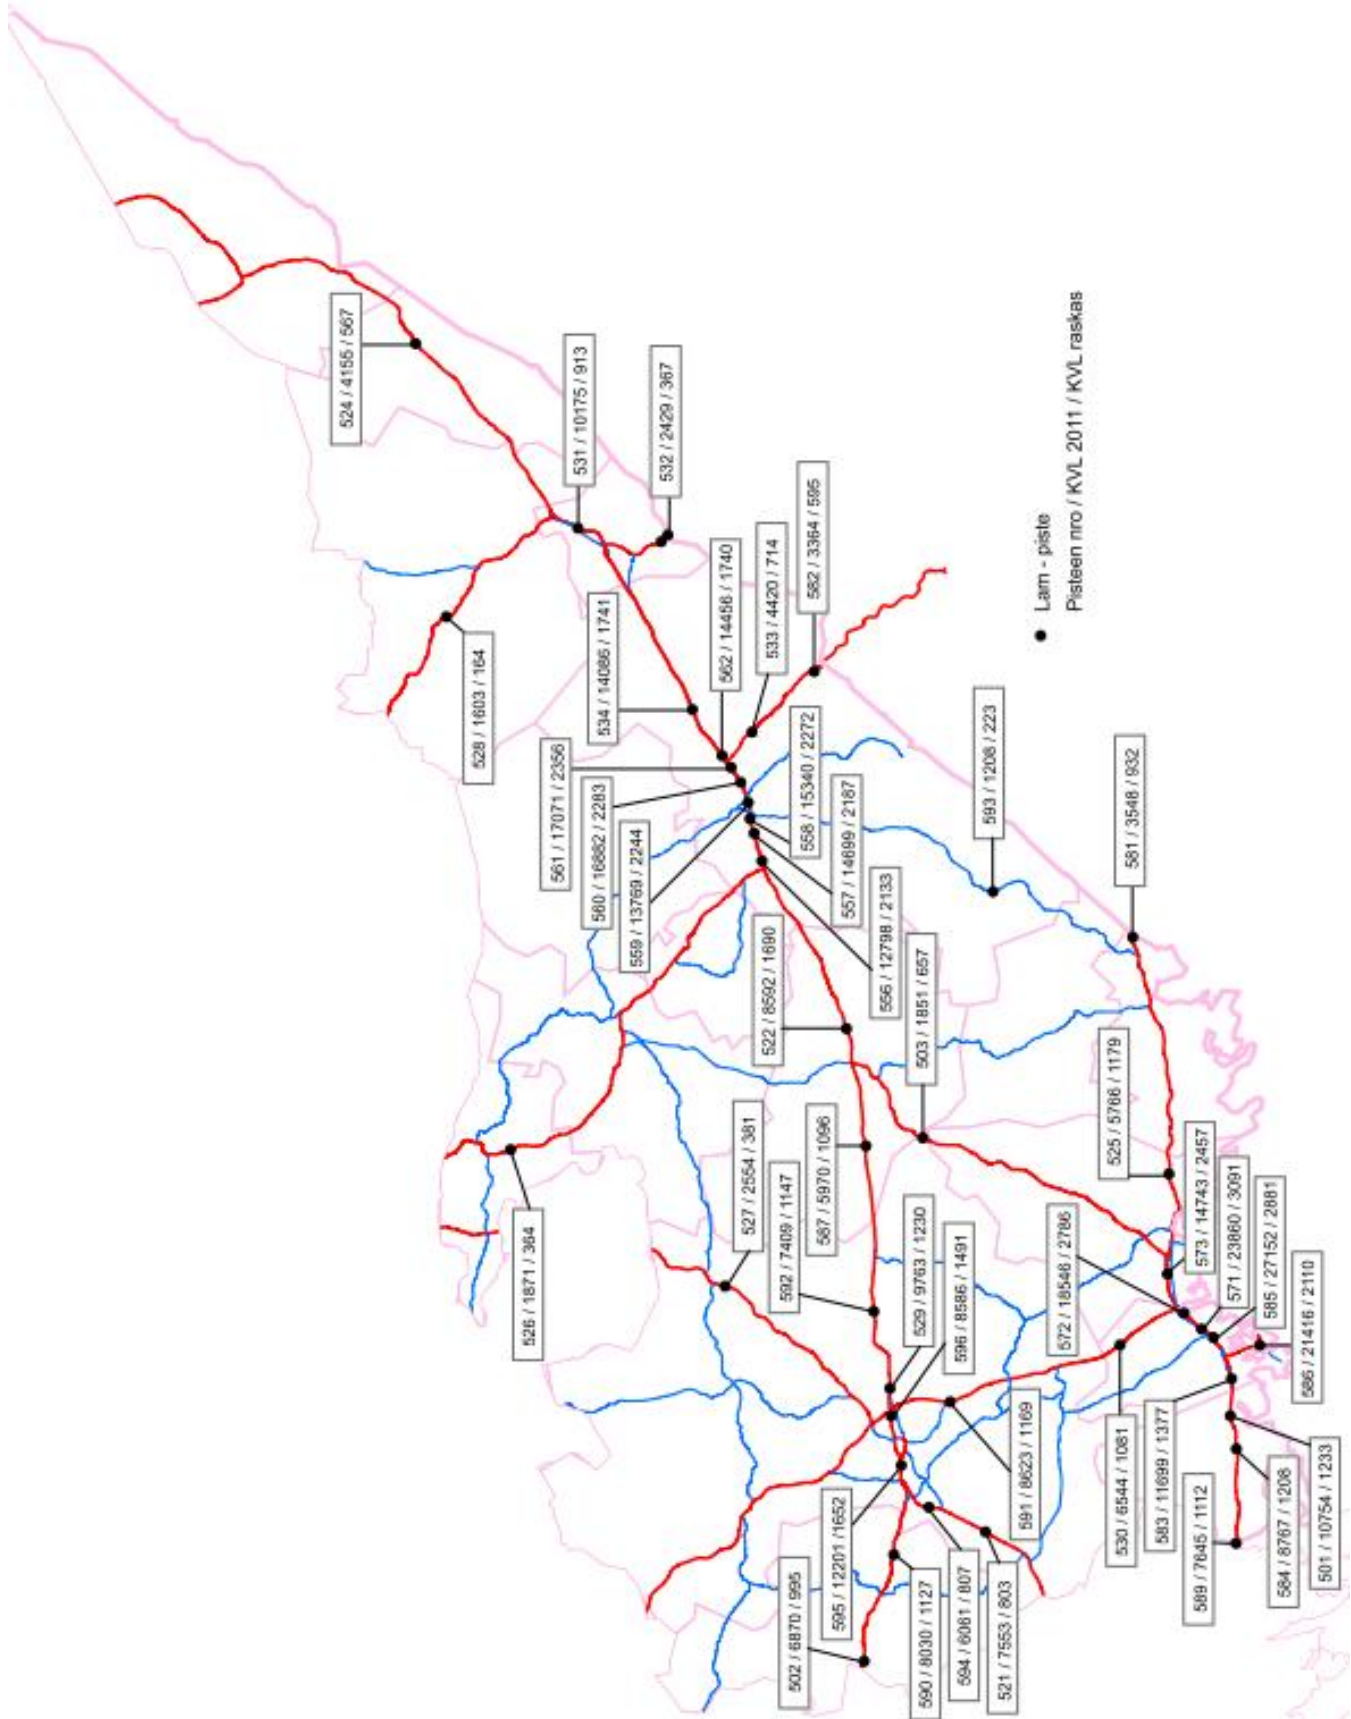 524 / 4155 / 567
531 / 10175 / 913
532 / 2429 / 367
528 / 1603 / 164
534 / 14086 / 1741
562 / 14456 / 1740
533 / 4420 / 714
582 / 3364 / 595
561 / 17071 / 2356
560 / 16882 / 2283
559 / 13769 / 2244
558 / 15340 / 2272
557 / 14699 / 2187
556 / 12798 / 2133
593 / 1208 / 223
581 / 3548 / 932
522 / 8592 / 1690
503 / 1851 / 657
525 / 5766 / 1179
526 / 1871 / 364
527 / 2554 / 381
592 / 7409 / 1147
587 / 5970 / 1096
529 / 9763 / 1230
596 / 8586 / 1491
572 / 18546 / 2786
573 / 14743 / 2457
571 / 23860 / 3091
585 / 27152 / 2881
586 / 21416 / 2110
502 / 6870 / 995
595 / 12201 /1652
590 / 8030 / 1127
594 / 6061 / 807
521 / 7553 / 803
591 / 8623 / 1169
530 / 6544 / 1081
583 / 11699 / 1377
589 / 7645 / 1112
584 / 8767 / 1208
501 / 10754 / 1233
Lam - piste
Pisteen nro / KVL 2011 / KVL raskas